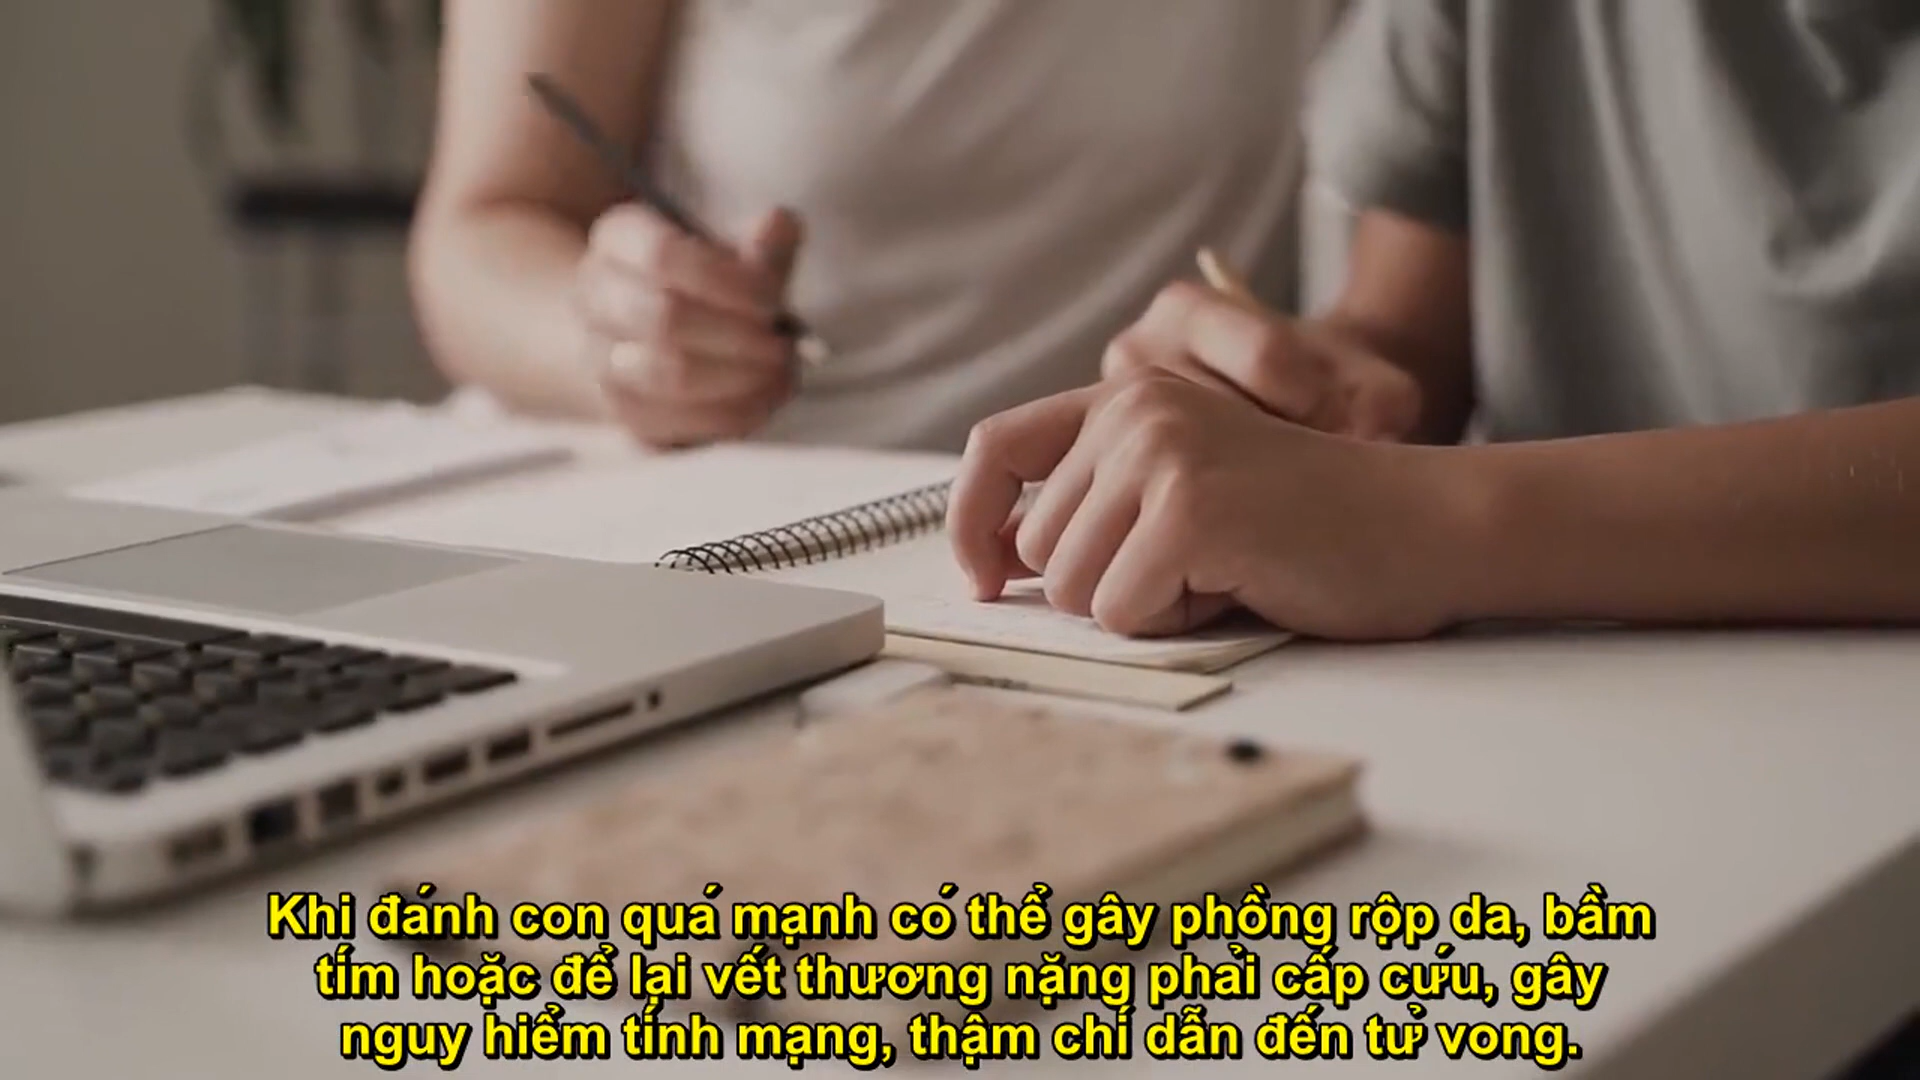 Khi đánh con quá mạnh có thể gây phồng rộp da, bầm
tím hoặc để lại vết thương nặng phải cấp cứu, gây
nguy hiểm tính mạng, thậm chí dẫn đến tử vong.